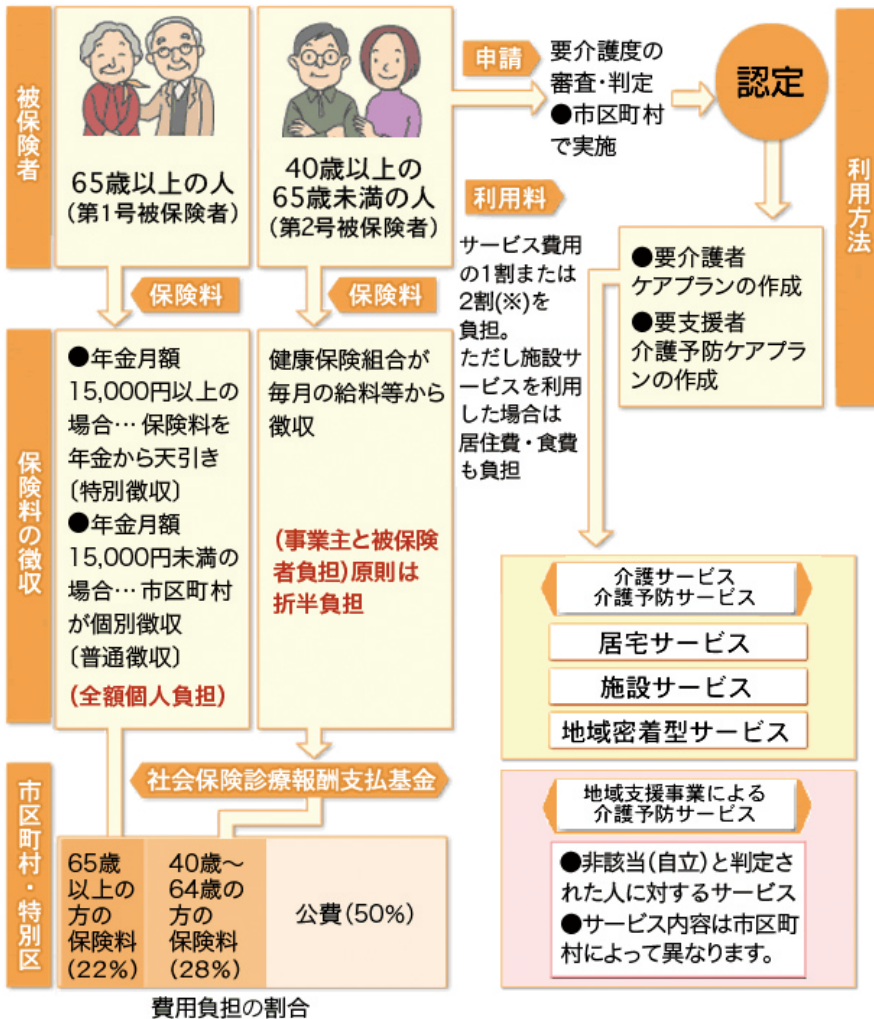 被保険者
65歳以上の人
(第1号被保険者)
40歳以上の
65歳未満の人
(第2号被保険者)
申請
要介護度の
審査・判定
●市区町村
で実施
認定
利用方法
利用料
サービス費用
の1割または
2割(※)を
負担。
ただし施設サ
ービスを利用
した場合は
居住費・食費
も負担
●要介護者
ケアプランの作成
●要支援者
介護予防ケアプラ
ンの作成
保険料
保険料
保険料の徴収
●年金月額
15,000円以上の
場合…保険料を
年金から天引き
〔特別徴収〕
●年金月額
15,000円未満の
場合…市区町村
が個別徴収
〔普通徴収〕
(全額個人負担)
健康保険組合が
毎月の給料等から
徴収
(事業主と被保険
者負担)原則は
折半負担
介護サービス
介護予防サービス
居宅サービス
施設サービス
地域密着型サービス
市区町村・特別区
社会保険診療報酬支払基金
65歳
以上の
方の
保険料
(22%)
40歳〜
64歳の
方の
保険料
(28%)
公費(50%)
費用負担の割合
地域支援事業による
介護予防サービス
●非該当(自立)と判定さ
れた人に対するサービス
●サービス内容は市区町
村によって異なります。